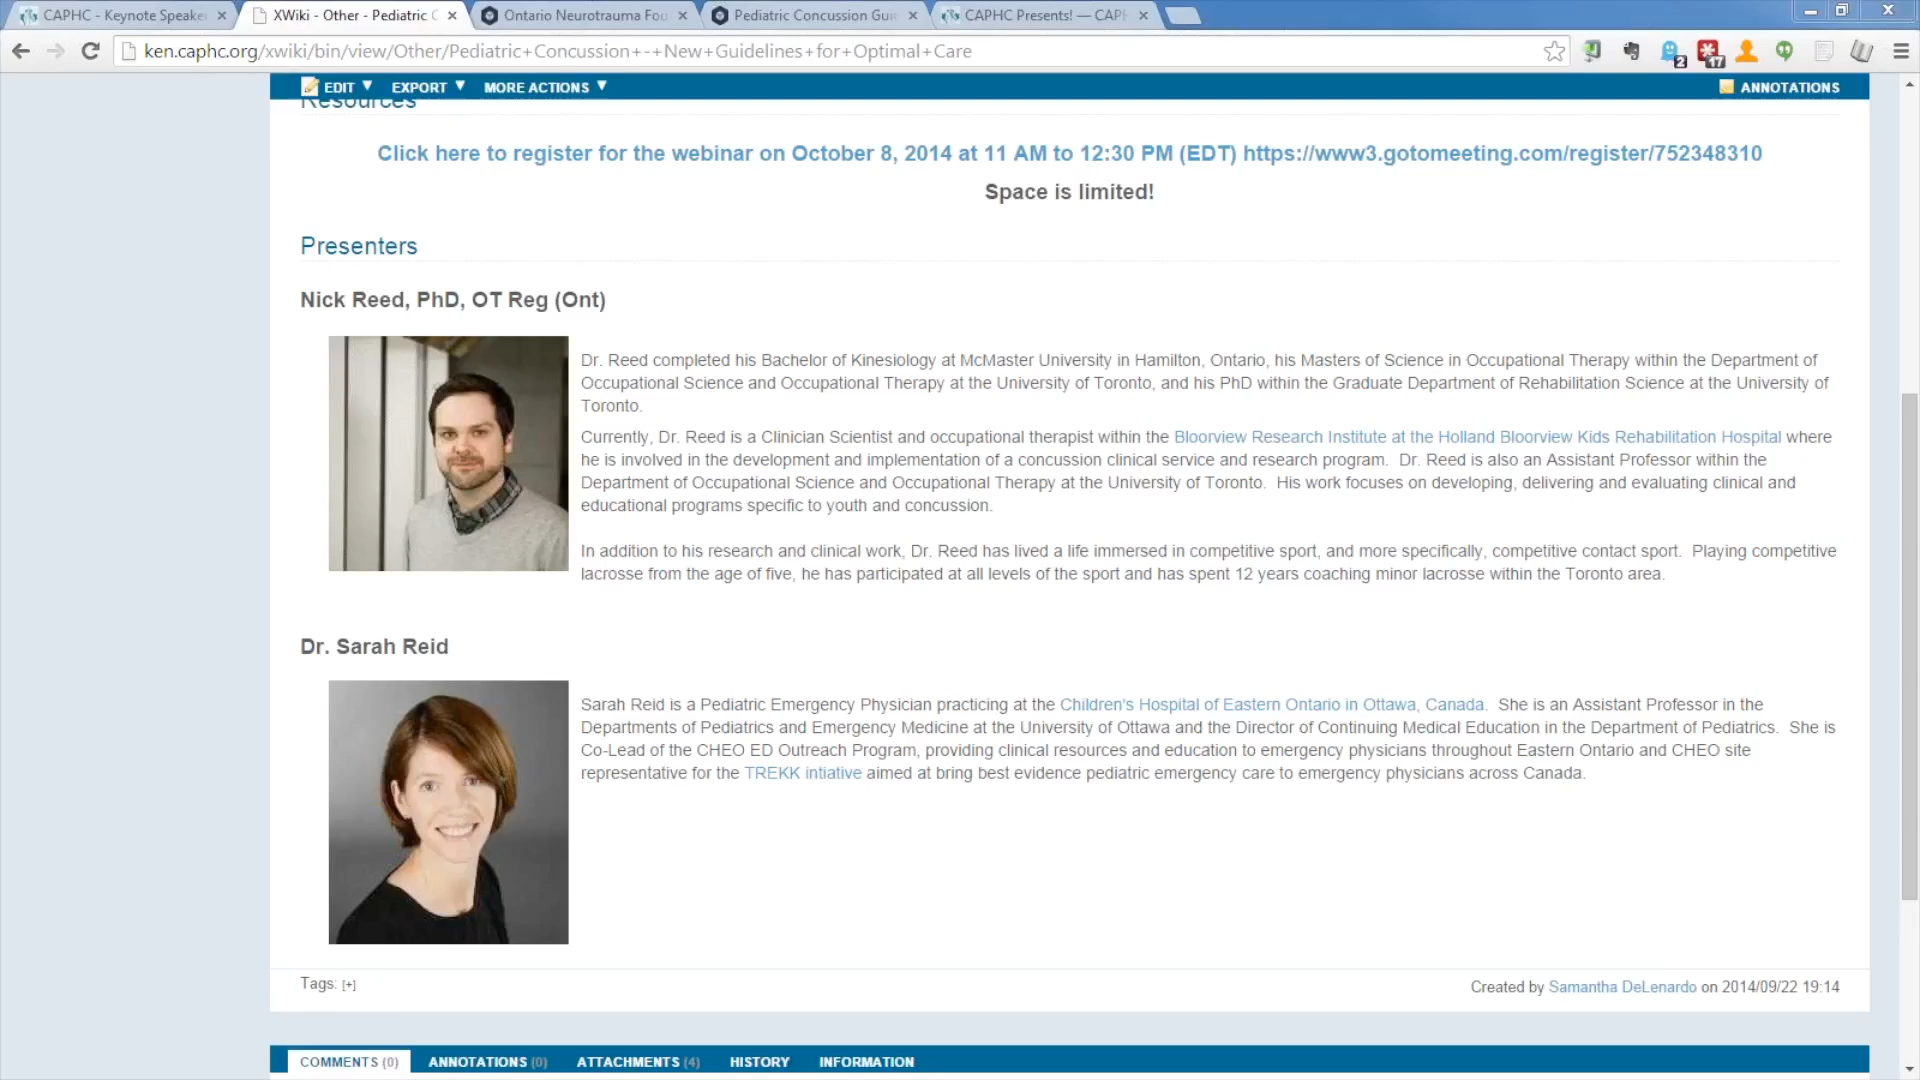 CAPHC - Keynote Speake
XWiki - Other - Pediatric C
Ontario Neurotrauma Fou
Pediatric Concussion Gui
CAPHC Presents! — CAPH
ken.caphc.org/xwiki/bin/view/Other/Pediatric+Concussion+-+New+Guidelines+for+Optimal+Care
2
17
EDIT EXPORT MORE ACTIONS ANNOTATIONS
Resources
Click here to register for the webinar on October 8, 2014 at 11 AM to 12:30 PM (EDT) https://www3.gotomeeting.com/register/752348310
Space is limited!
Presenters
Nick Reed, PhD, OT Reg (Ont)
Dr. Reed completed his Bachelor of Kinesiology at McMaster University in Hamilton, Ontario, his Masters of Science in Occupational Therapy within the Department of
Occupational Science and Occupational Therapy at the University of Toronto, and his PhD within the Graduate Department of Rehabilitation Science at the University of
Toronto.
Currently, Dr. Reed is a Clinician Scientist and occupational therapist within the Bloorview Research Institute at the Holland Bloorview Kids Rehabilitation Hospital where
he is involved in the development and implementation of a concussion clinical service and research program. Dr. Reed is also an Assistant Professor within the
Department of Occupational Science and Occupational Therapy at the University of Toronto. His work focuses on developing, delivering and evaluating clinical and
educational programs specific to youth and concussion.
In addition to his research and clinical work, Dr. Reed has lived a life immersed in competitive sport, and more specifically, competitive contact sport. Playing competitive
lacrosse from the age of five, he has participated at all levels of the sport and has spent 12 years coaching minor lacrosse within the Toronto area.
Dr. Sarah Reid
Sarah Reid is a Pediatric Emergency Physician practicing at the Children's Hospital of Eastern Ontario in Ottawa, Canada. She is an Assistant Professor in the
Departments of Pediatrics and Emergency Medicine at the University of Ottawa and the Director of Continuing Medical Education in the Department of Pediatrics. She is
Co-Lead of the CHEO ED Outreach Program, providing clinical resources and education to emergency physicians throughout Eastern Ontario and CHEO site
representative for the TREKK intiative aimed at bring best evidence pediatric emergency care to emergency physicians across Canada.
Tags: [+]
Created by Samantha DeLenardo on 2014/09/22 19:14
COMMENTS (0) ANNOTATIONS (0) ATTACHMENTS (4) HISTORY INFORMATION